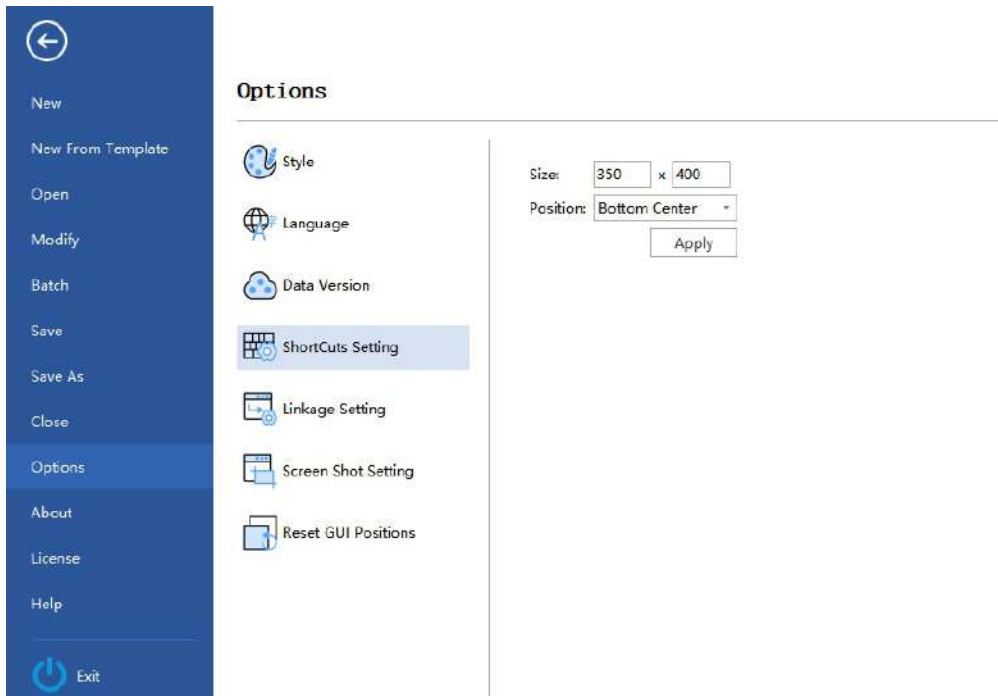 New
New From Template
Open
Modify
Batch
Save
Save As
Close
Options
About
License
Help
Exit
Options
Style
Language
Data Version
ShortCuts Setting
Linkage Setting
Screen Shot Setting
Reset GUI Positions
Size: 350 x 400
Position: Bottom Center
Apply